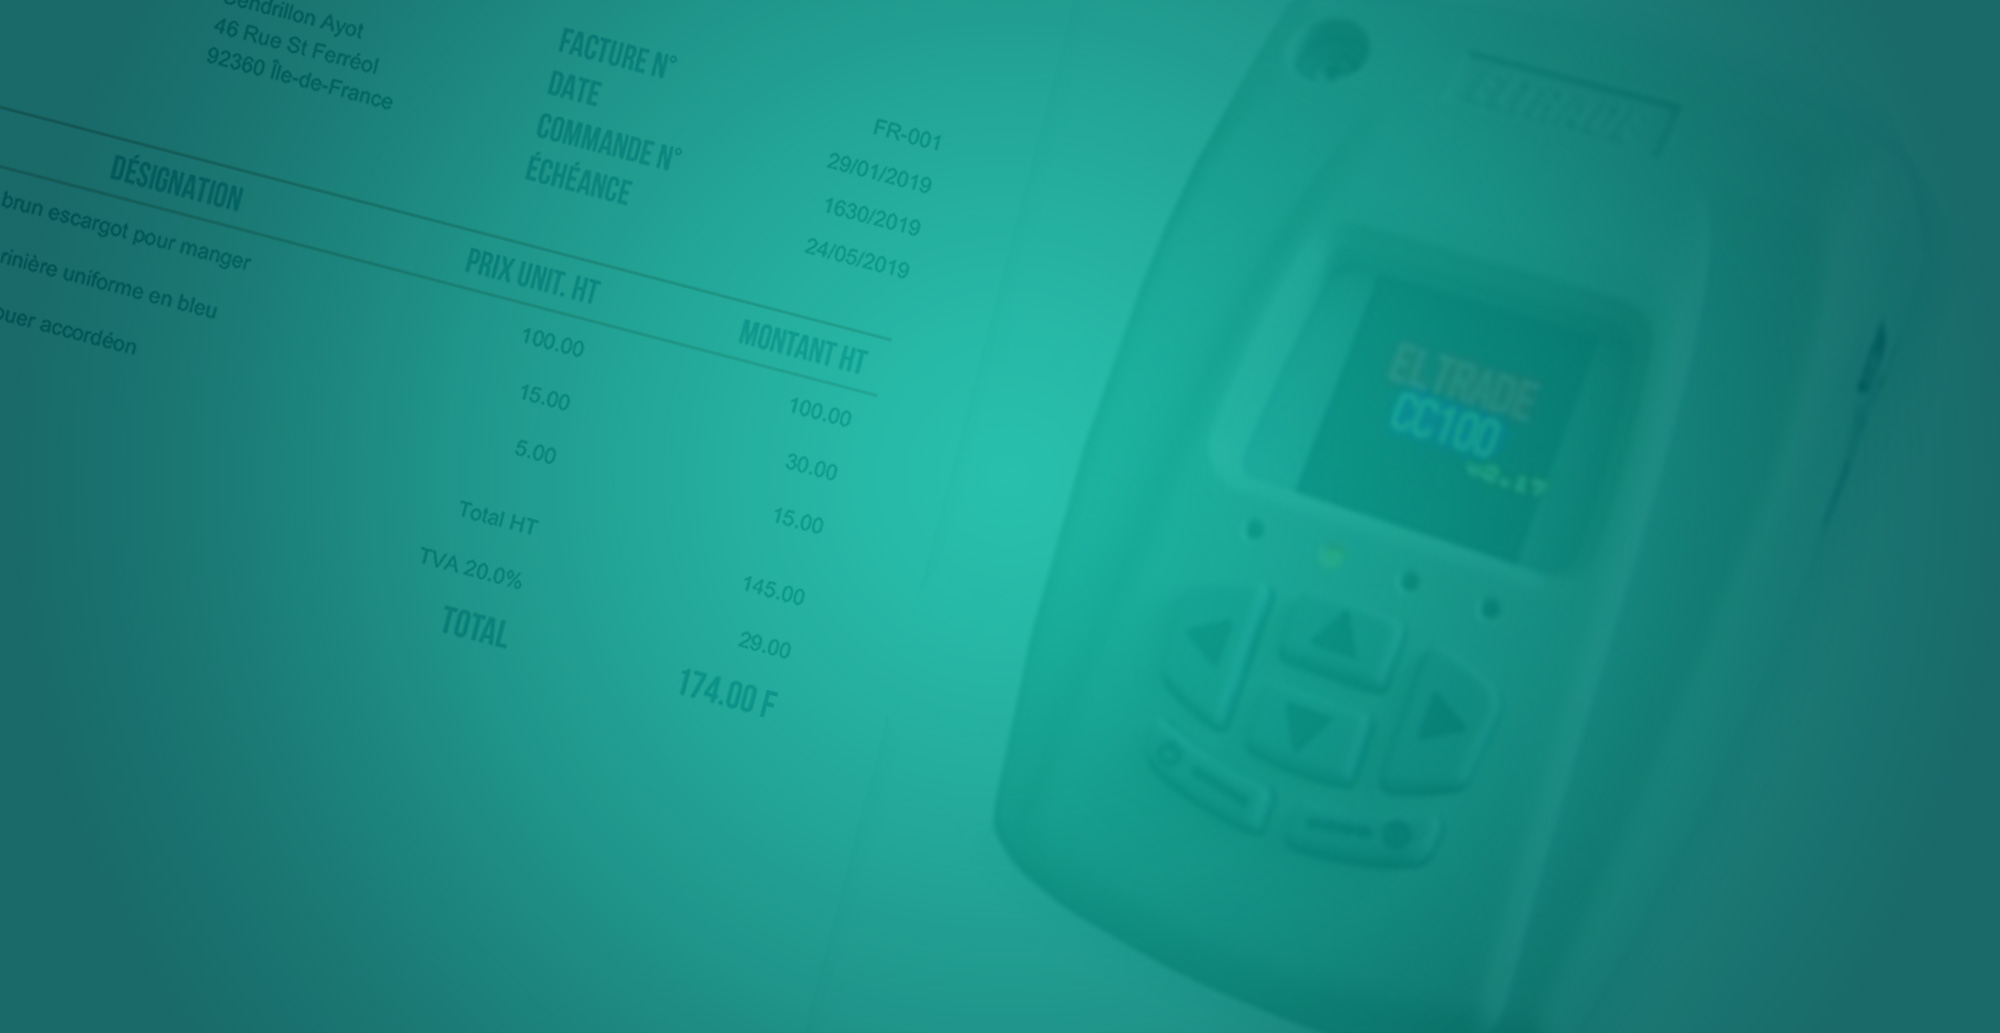 Cendrillon Ayot
46 Rue St Ferréol
92360 Île-de-France
FACTURE N° FR-001
DATE 29/01/2019
COMMANDE N° 1630/2019
ÉCHÉANCE 24/05/2019
DÉSIGNATION PRIX UNIT. HT MONTANT HT
brun escargot pour manger 100.00 100.00
rinière uniforme en bleu 15.00 30.00
ouer accordéon 5.00 15.00
Total HT 145.00
TVA 20.0% 29.00
TOTAL 174.00 F
ELTRADE
ELTRADE
CC100
v2.17